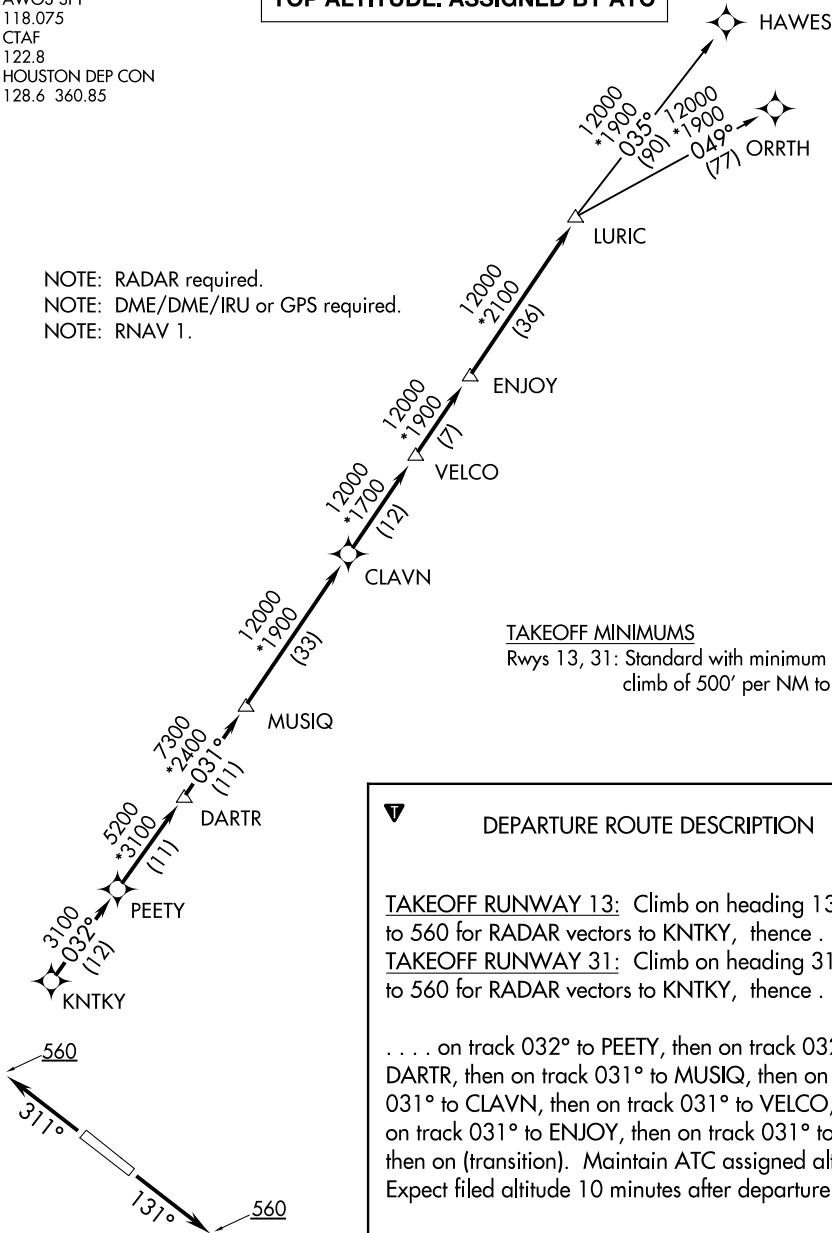 118.075
CTAF
122.8
HOUSTON DEP CON
128.6 360.85
HAWES
12000
*1900
035°
(90)
12000
*1900
049°
(77)
ORRTH
LURIC
NOTE: RADAR required.
NOTE: DME/DME/IRU or GPS required.
NOTE: RNAV 1.
12000
*2100
(36)
ENJOY
12000
*1900
(7)
VELCO
12000
*1700
(12)
CLAVN
12000
*1900
(33)
TAKEOFF MINIMUMS
Rwys 13, 31: Standard with minimum
climb of 500' per NM to
MUSIQ
7300
*2400
031°
(11)
DARTR
5200
*3100
(11)
PEETY
3100
032°
(12)
KNTKY
DEPARTURE ROUTE DESCRIPTION
TAKEOFF RUNWAY 13: Climb on heading 13
to 560 for RADAR vectors to KNTKY, thence .
TAKEOFF RUNWAY 31: Climb on heading 31
to 560 for RADAR vectors to KNTKY, thence .
. . . . on track 032° to PEETY, then on track 032
DARTR, then on track 031° to MUSIQ, then on
031° to CLAVN, then on track 031° to VELCO,
on track 031° to ENJOY, then on track 031° to
then on (transition). Maintain ATC assigned alt
Expect filed altitude 10 minutes after departure
560
311°
131°
560